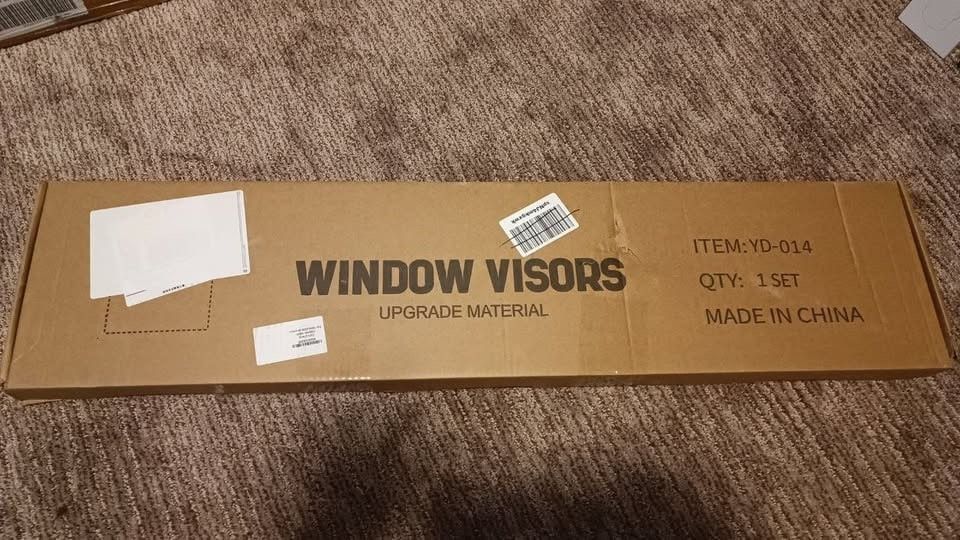 WINDOW VISORS
UPGRADE MATERIAL
ITEM:YD-014
QTY: 1 SET
MADE IN CHINA